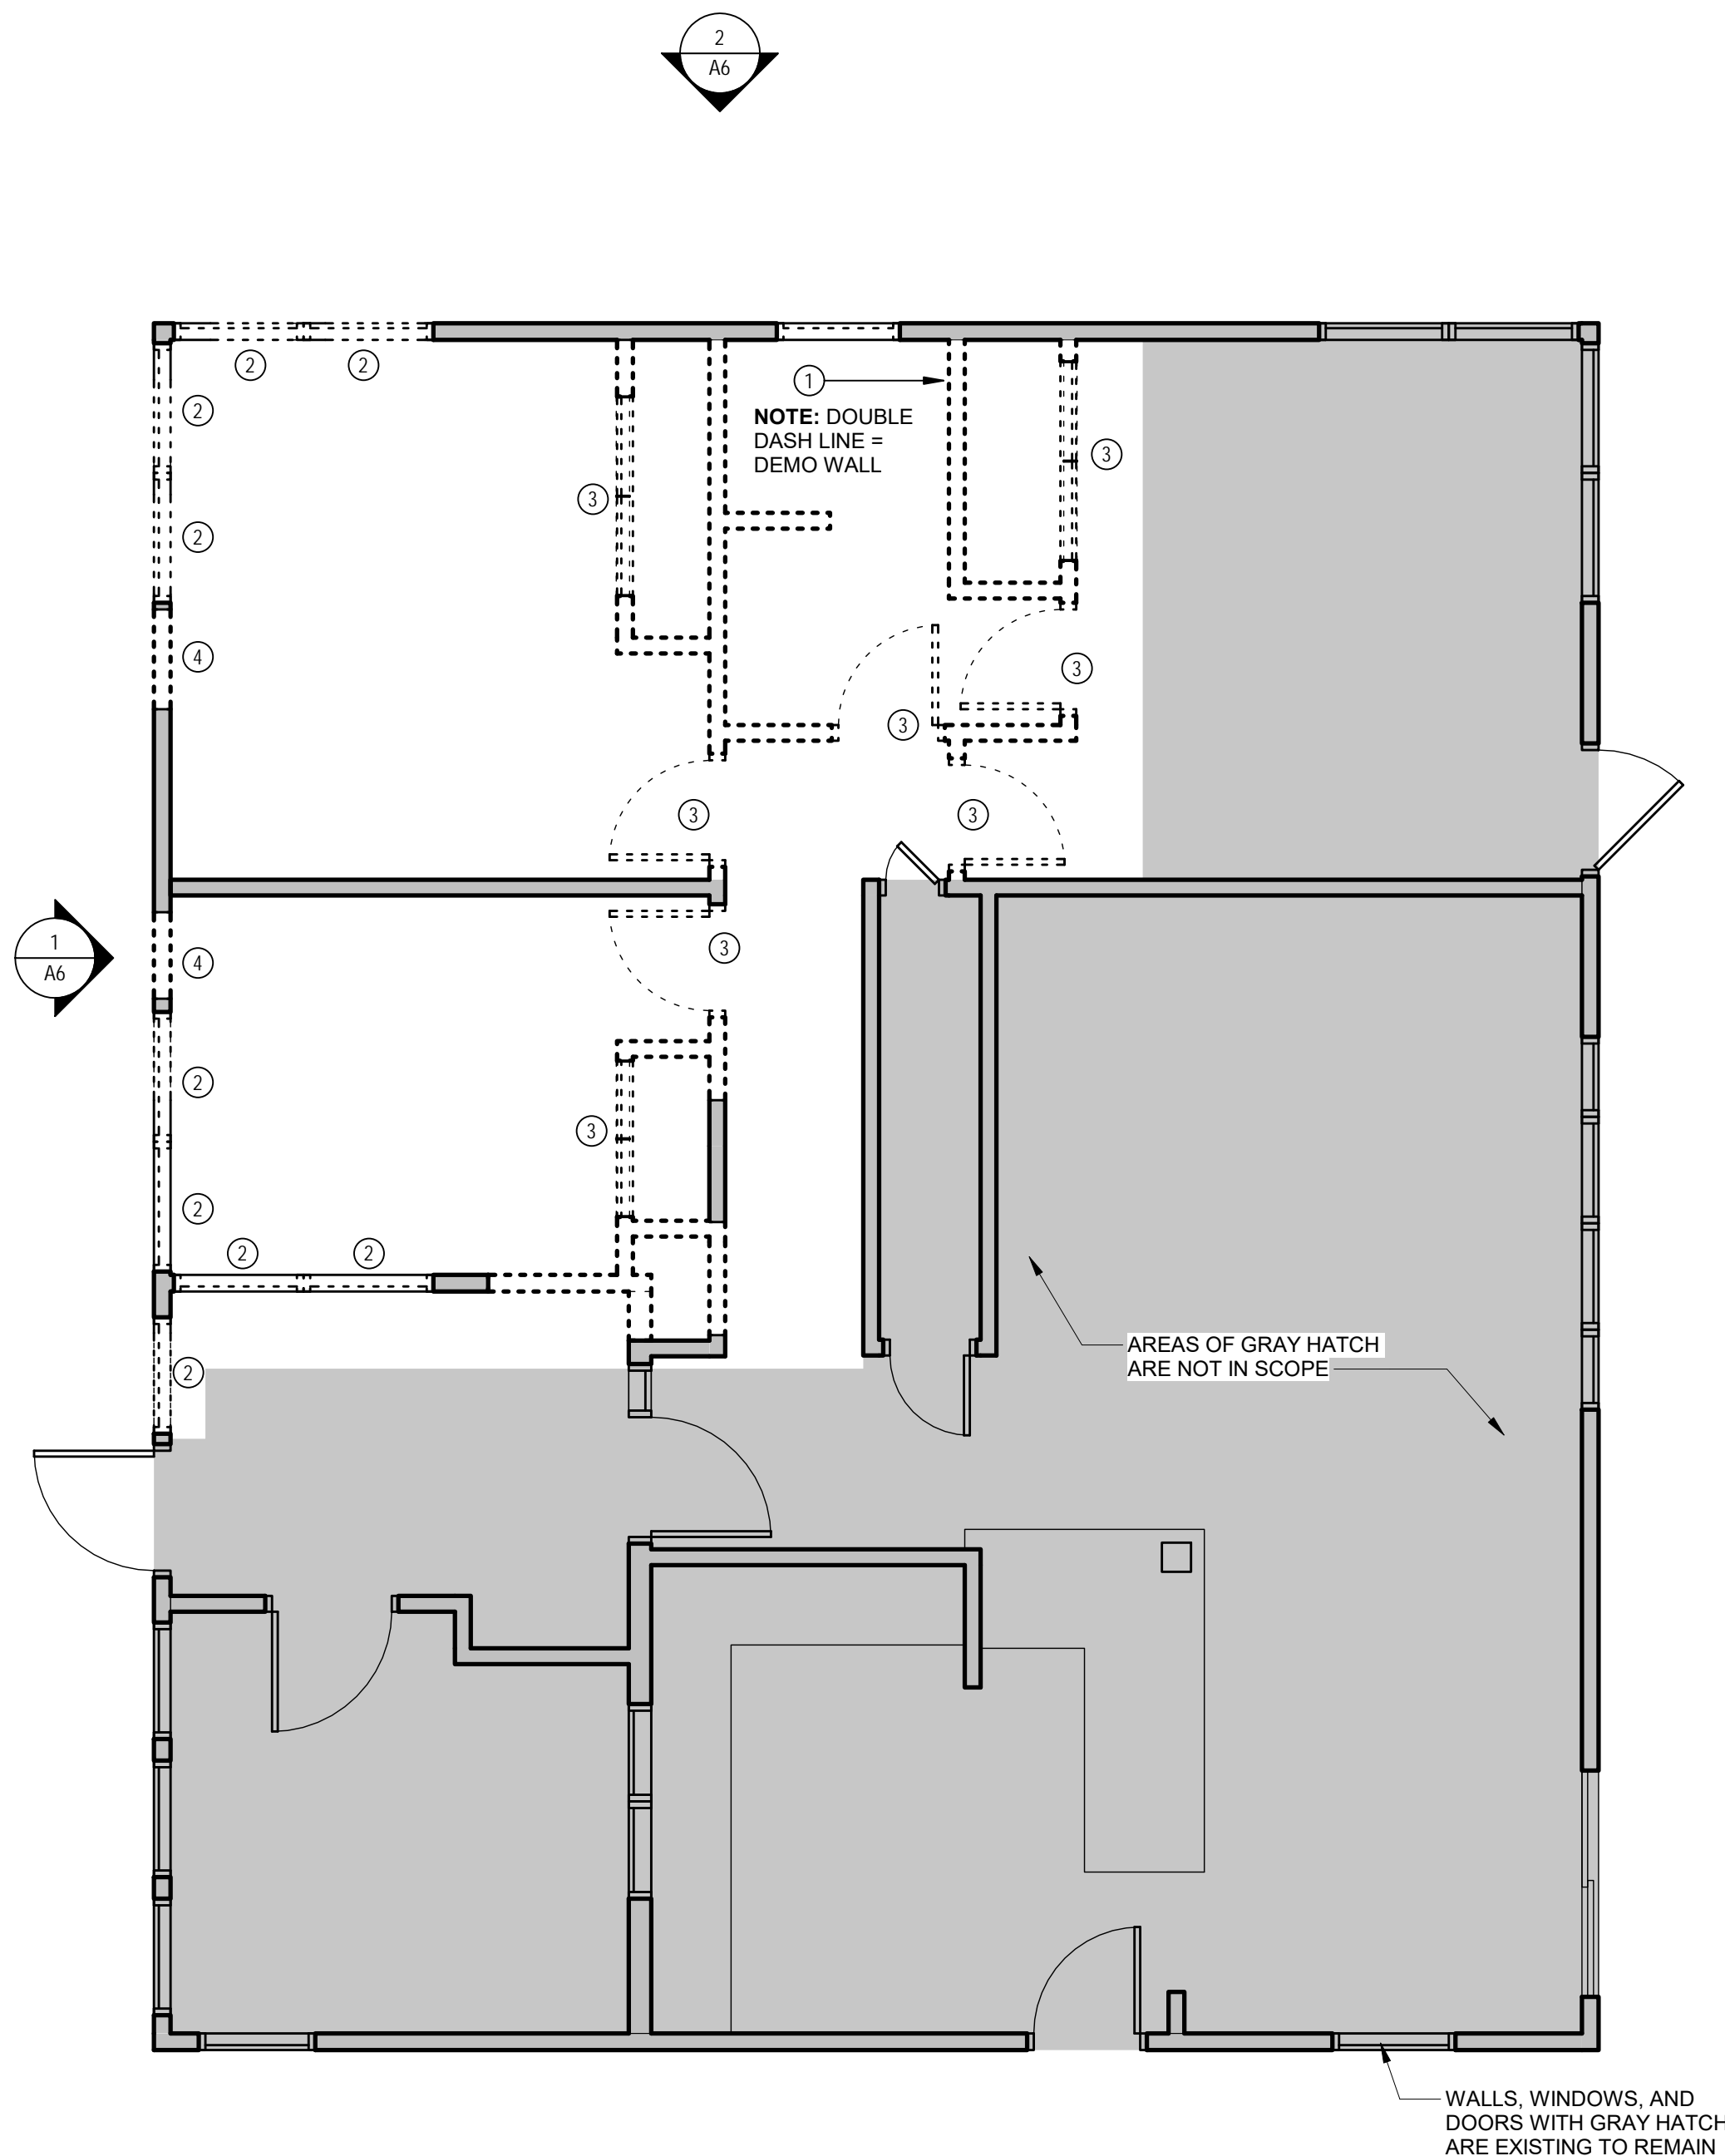 2
A6
2
2
2
1
NOTE: DOUBLE
DASH LINE =
DEMO WALL
3
3
2
4
3
3
3
3
3
1
A6
4
2
3
2
2
2
AREAS OF GRAY HATCH
ARE NOT IN SCOPE
2
WALLS, WINDOWS, AND
DOORS WITH GRAY HATCH
ARE EXISTING TO REMAIN